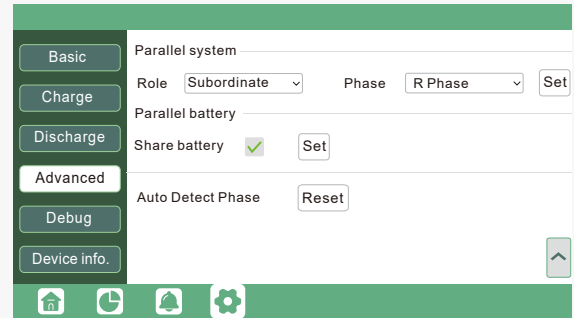 Basic
Charge
Discharge
Advanced
Debug
Device info.
Parallel system
Role Subordinate Phase R Phase Set
Parallel battery
Share battery Set
Auto Detect Phase Reset